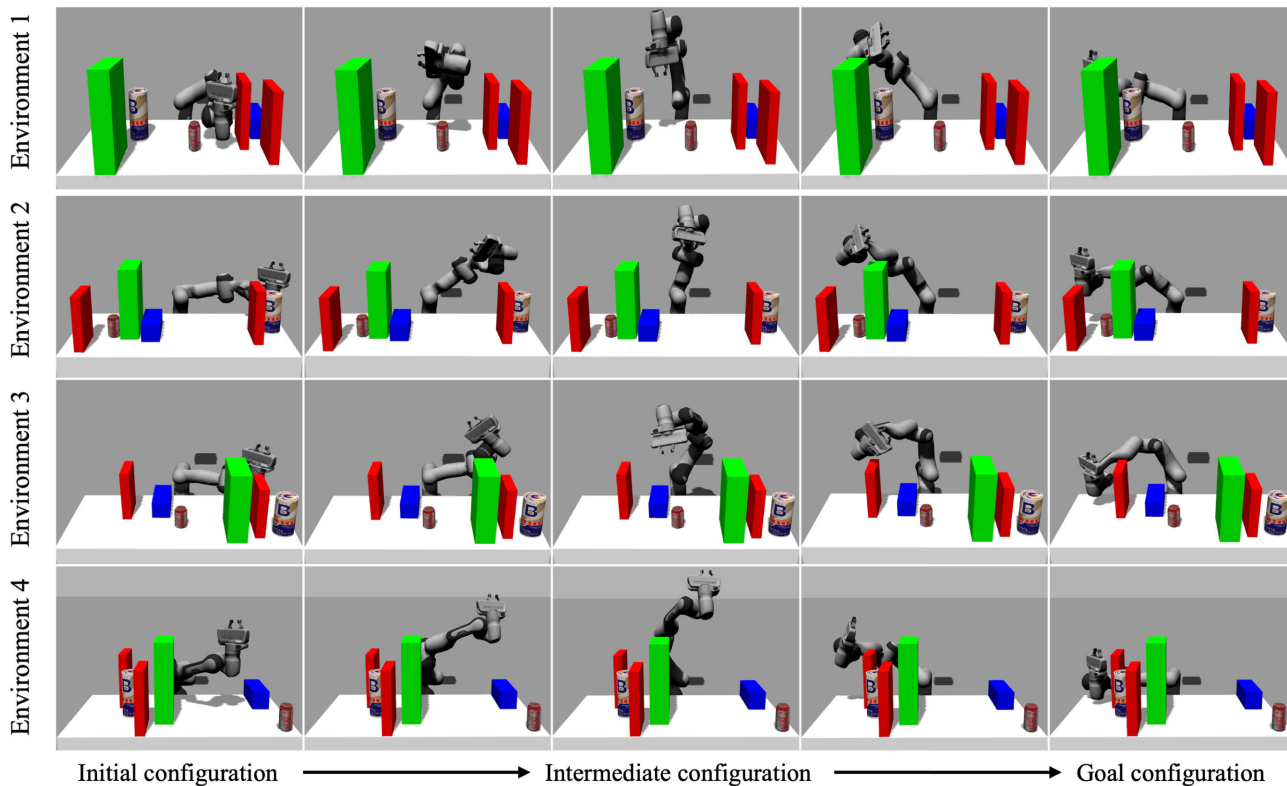 Environment 1
B
B
B
B
B
Environment 2
B
B
B
B
B
Environment 3
B
B
B
B
B
Environment 4
B
B
B
B
B
Initial configuration
Intermediate configuration
Goal configuration